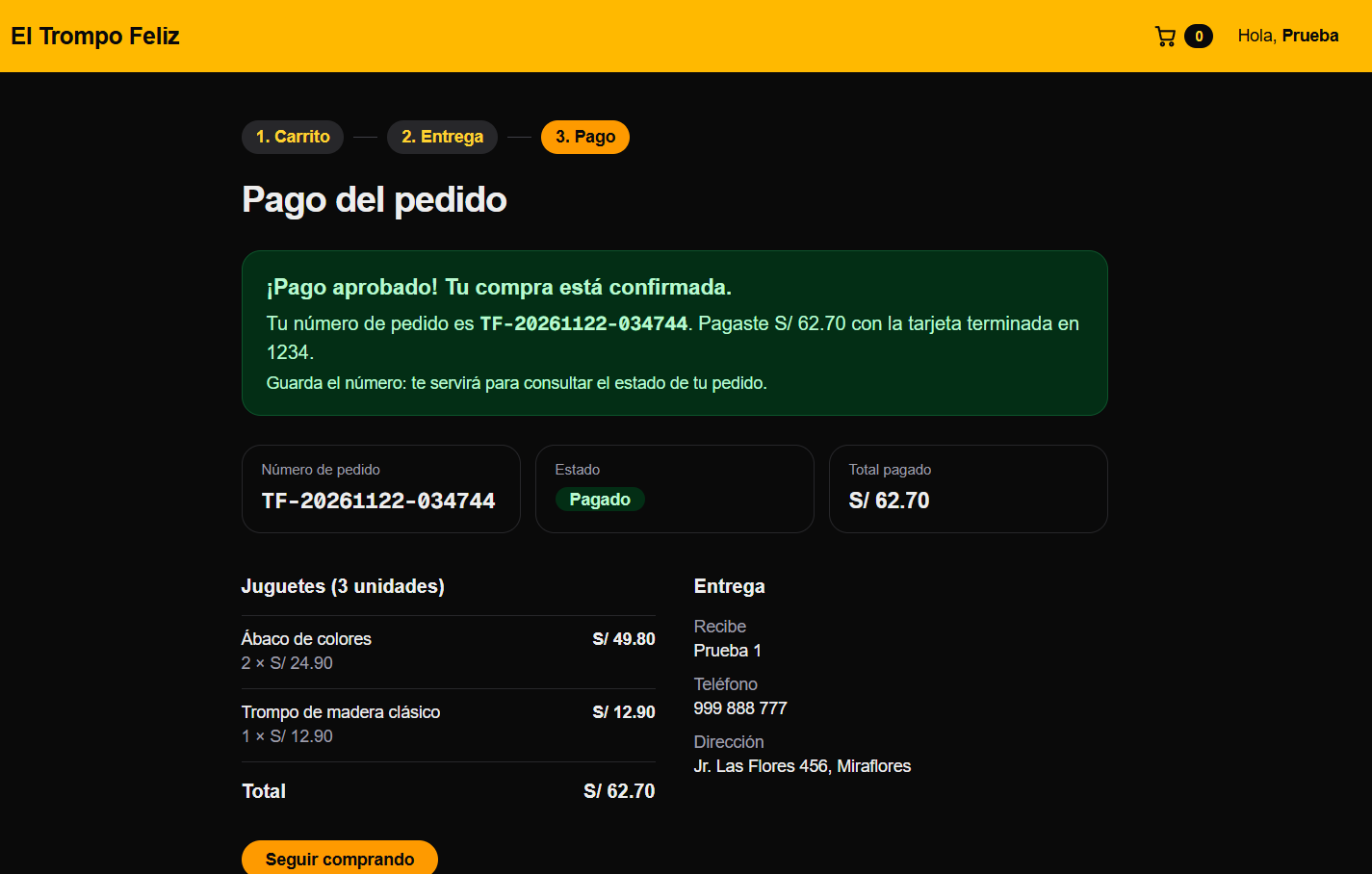 El Trompo Feliz
0
Hola, Prueba
1. Carrito
2. Entrega
3. Pago
Pago del pedido
¡Pago aprobado! Tu compra está confirmada.
Tu número de pedido es TF-20261122-034744. Pagaste S/ 62.70 con la tarjeta terminada en
1234.
Guarda el número: te servirá para consultar el estado de tu pedido.
Número de pedido
TF-20261122-034744
Estado
Pagado
Total pagado
S/ 62.70
Juguetes (3 unidades)
Ábaco de colores S/ 49.80
2 × S/ 24.90
Trompo de madera clásico S/ 12.90
1 × S/ 12.90
Total S/ 62.70
Entrega
Recibe
Prueba 1
Teléfono
999 888 777
Dirección
Jr. Las Flores 456, Miraflores
Seguir comprando